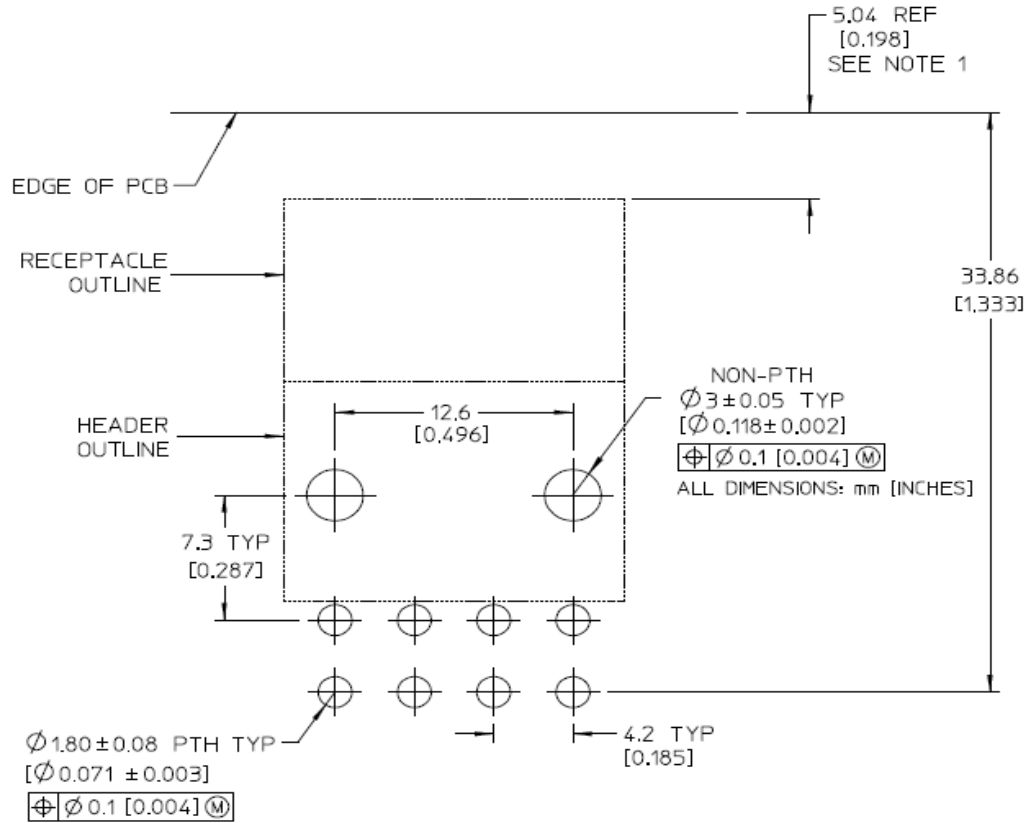 5.04 REF
[0.198]
SEE NOTE 1
EDGE OF PCB
RECEPTACLE
OUTLINE
33.86
[1.333]
NON-PTH
∅3±0.05 TYP
[∅0.118±0.002]
⌖ ∅0.1 [0.004] Ⓜ
ALL DIMENSIONS: mm [INCHES]
12.6
[0.496]
HEADER
OUTLINE
7.3 TYP
[0.287]
∅1.80±0.08 PTH TYP
[∅0.071 ±0.003]
⌖ ∅0.1 [0.004] Ⓜ
4.2 TYP
[0.185]